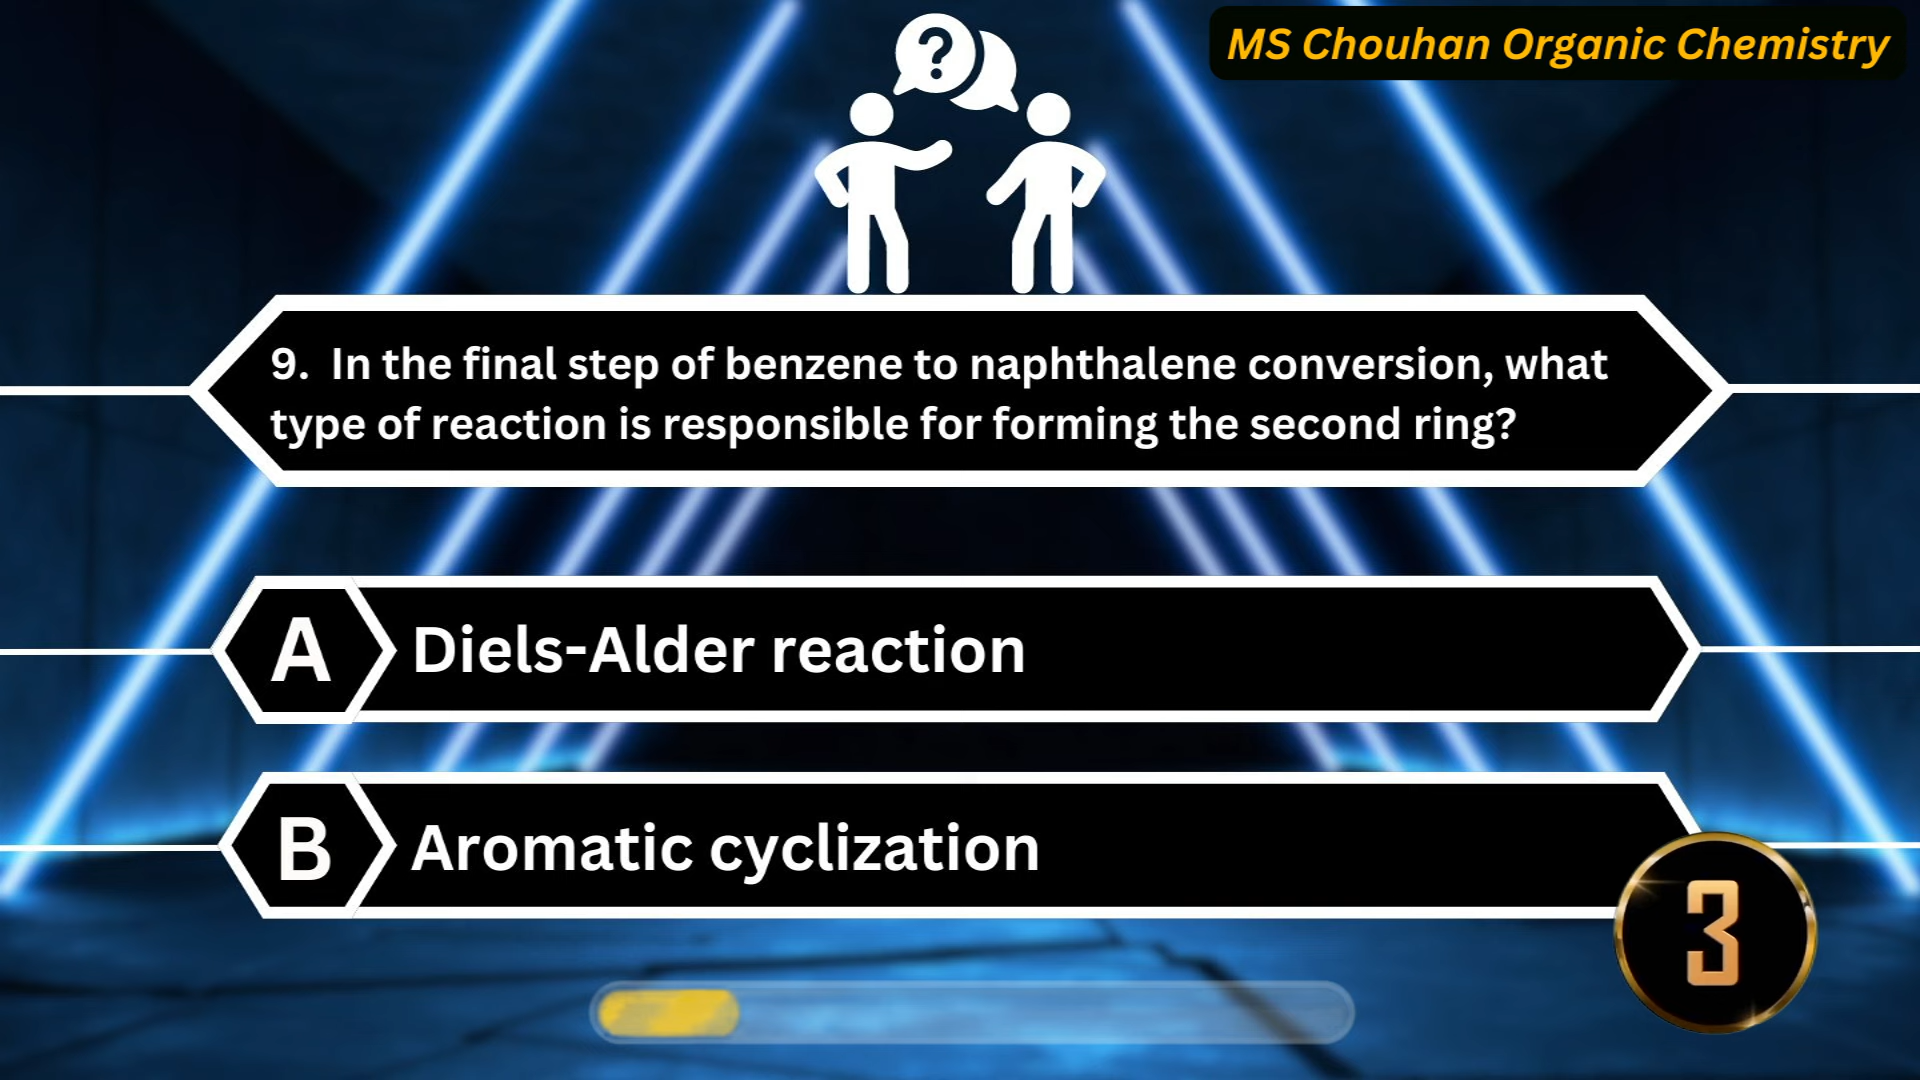 MS Chouhan Organic Chemistry
?
9. In the final step of benzene to naphthalene conversion, what
type of reaction is responsible for forming the second ring?
A Diels-Alder reaction
B Aromatic cyclization
3